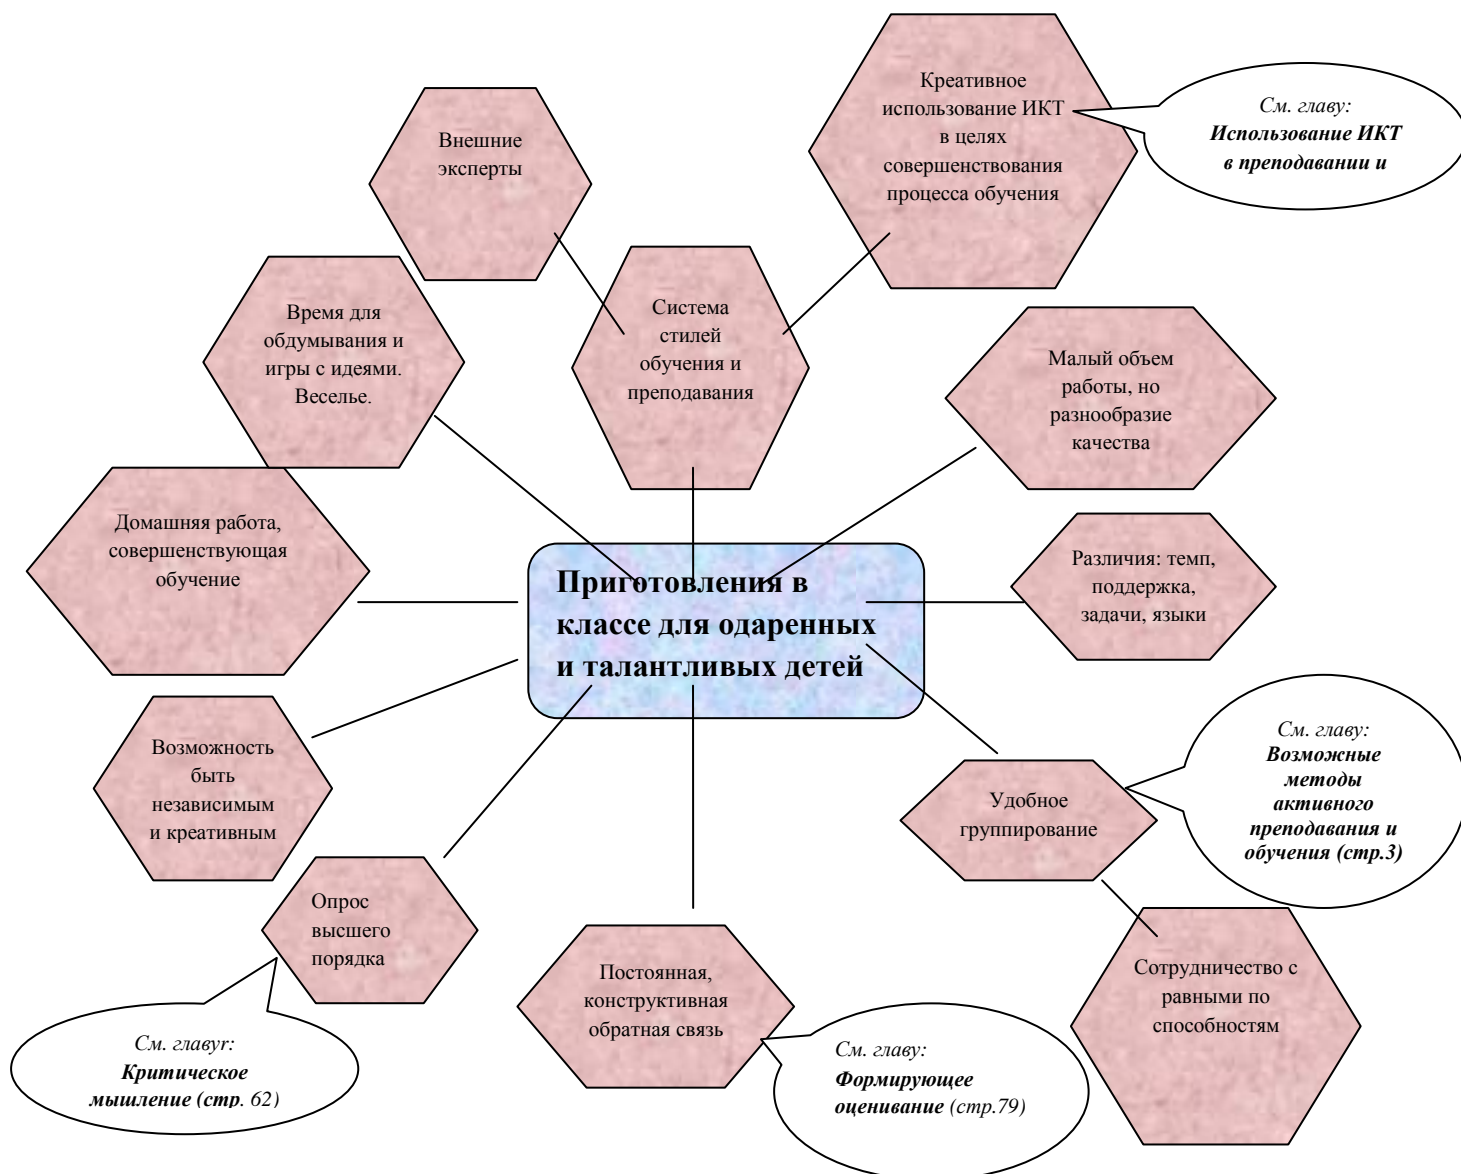 Креативное
использование ИКТ
в целях
совершенствования
процесса обучения
См. главу:
Использование ИКТ
в преподавании и
Внешние
эксперты
Время для
обдумывания и
игры с идеями.
Веселье.
Система
стилей
обучения и
преподавания
Малый объем
работы, но
разнообразие
качества
Домашняя работа,
совершенствующая
обучение
Приготовления в
классе для одаренных
и талантливых детей
Различия: темп,
поддержка,
задачи, языки
Возможность
быть
независимым
и креативным
Удобное
группирование
См. главу:
Возможные
методы
активного
преподавания и
обучения (стр.3)
Опрос
высшего
порядка
Постоянная,
конструктивная
обратная связь
Сотрудничество с
равными по
способностям
См. главуr:
Критическое
мышление (стр. 62)
См. главу:
Формирующее
оценивание (стр.79)